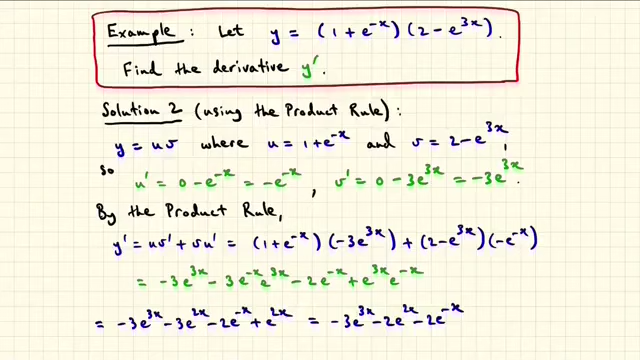 Example : Let y = (1 + e^{-x}) (2 - e^{3x}).
Find the derivative y'.
Solution 2 (using the Product Rule) :
y = uv where u = 1 + e^{-x} and v = 2 - e^{3x},
so u' = 0 - e^{-x} = -e^{-x} , v' = 0 - 3e^{3x} = -3e^{3x}.
By the Product Rule,
y' = uv' + vu' = (1 + e^{-x}) (-3e^{3x}) + (2 - e^{3x}) (-e^{-x})
= -3e^{3x} - 3e^{-x} e^{3x} - 2e^{-x} + e^{3x} e^{-x}
= -3e^{3x} - 3e^{2x} - 2e^{-x} + e^{2x} = -3e^{3x} - 2e^{2x} - 2e^{-x}